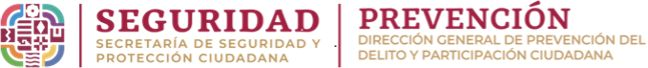 SEGURIDAD
SECRETARÍA DE SEGURIDAD Y
PROTECCIÓN CIUDADANA
.
PREVENCIÓN
DIRECCIÓN GENERAL DE PREVENCIÓN DEL
DELITO Y PARTICIPACIÓN CIUDADANA